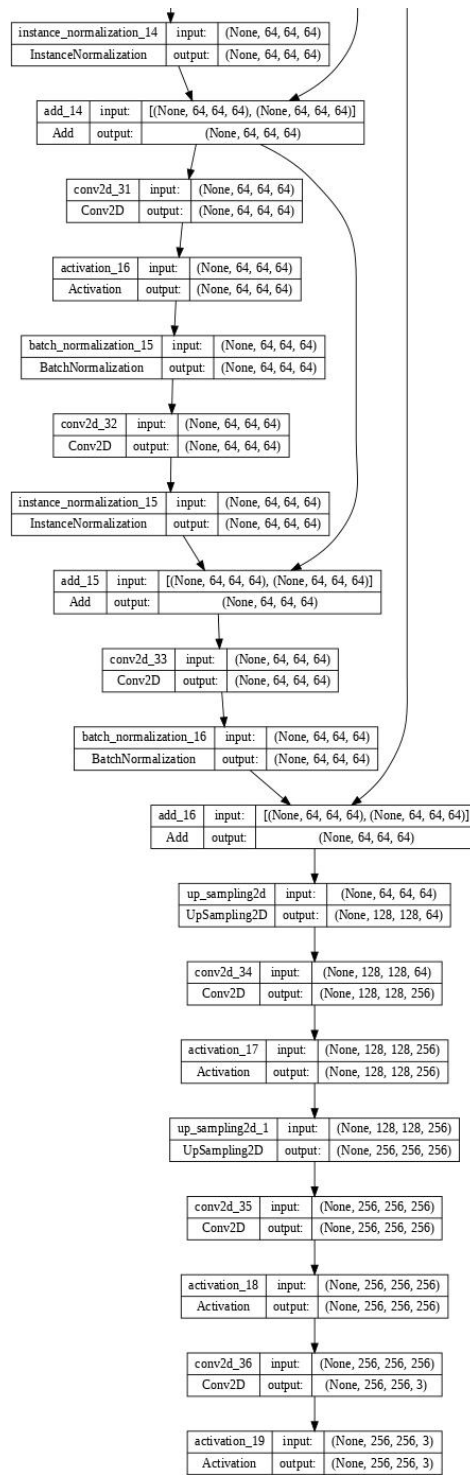 instance_normalization_14 input: (None, 64, 64, 64)
InstanceNormalization output: (None, 64, 64, 64)
add_14 input: [(None, 64, 64, 64), (None, 64, 64, 64)]
Add output: (None, 64, 64, 64)
conv2d_31 input: (None, 64, 64, 64)
Conv2D output: (None, 64, 64, 64)
activation_16 input: (None, 64, 64, 64)
Activation output: (None, 64, 64, 64)
batch_normalization_15 input: (None, 64, 64, 64)
BatchNormalization output: (None, 64, 64, 64)
conv2d_32 input: (None, 64, 64, 64)
Conv2D output: (None, 64, 64, 64)
instance_normalization_15 input: (None, 64, 64, 64)
InstanceNormalization output: (None, 64, 64, 64)
add_15 input: [(None, 64, 64, 64), (None, 64, 64, 64)]
Add output: (None, 64, 64, 64)
conv2d_33 input: (None, 64, 64, 64)
Conv2D output: (None, 64, 64, 64)
batch_normalization_16 input: (None, 64, 64, 64)
BatchNormalization output: (None, 64, 64, 64)
add_16 input: [(None, 64, 64, 64), (None, 64, 64, 64)]
Add output: (None, 64, 64, 64)
up_sampling2d input: (None, 64, 64, 64)
UpSampling2D output: (None, 128, 128, 64)
conv2d_34 input: (None, 128, 128, 64)
Conv2D output: (None, 128, 128, 256)
activation_17 input: (None, 128, 128, 256)
Activation output: (None, 128, 128, 256)
up_sampling2d_1 input: (None, 128, 128, 256)
UpSampling2D output: (None, 256, 256, 256)
conv2d_35 input: (None, 256, 256, 256)
Conv2D output: (None, 256, 256, 256)
activation_18 input: (None, 256, 256, 256)
Activation output: (None, 256, 256, 256)
conv2d_36 input: (None, 256, 256, 256)
Conv2D output: (None, 256, 256, 3)
activation_19 input: (None, 256, 256, 3)
Activation output: (None, 256, 256, 3)